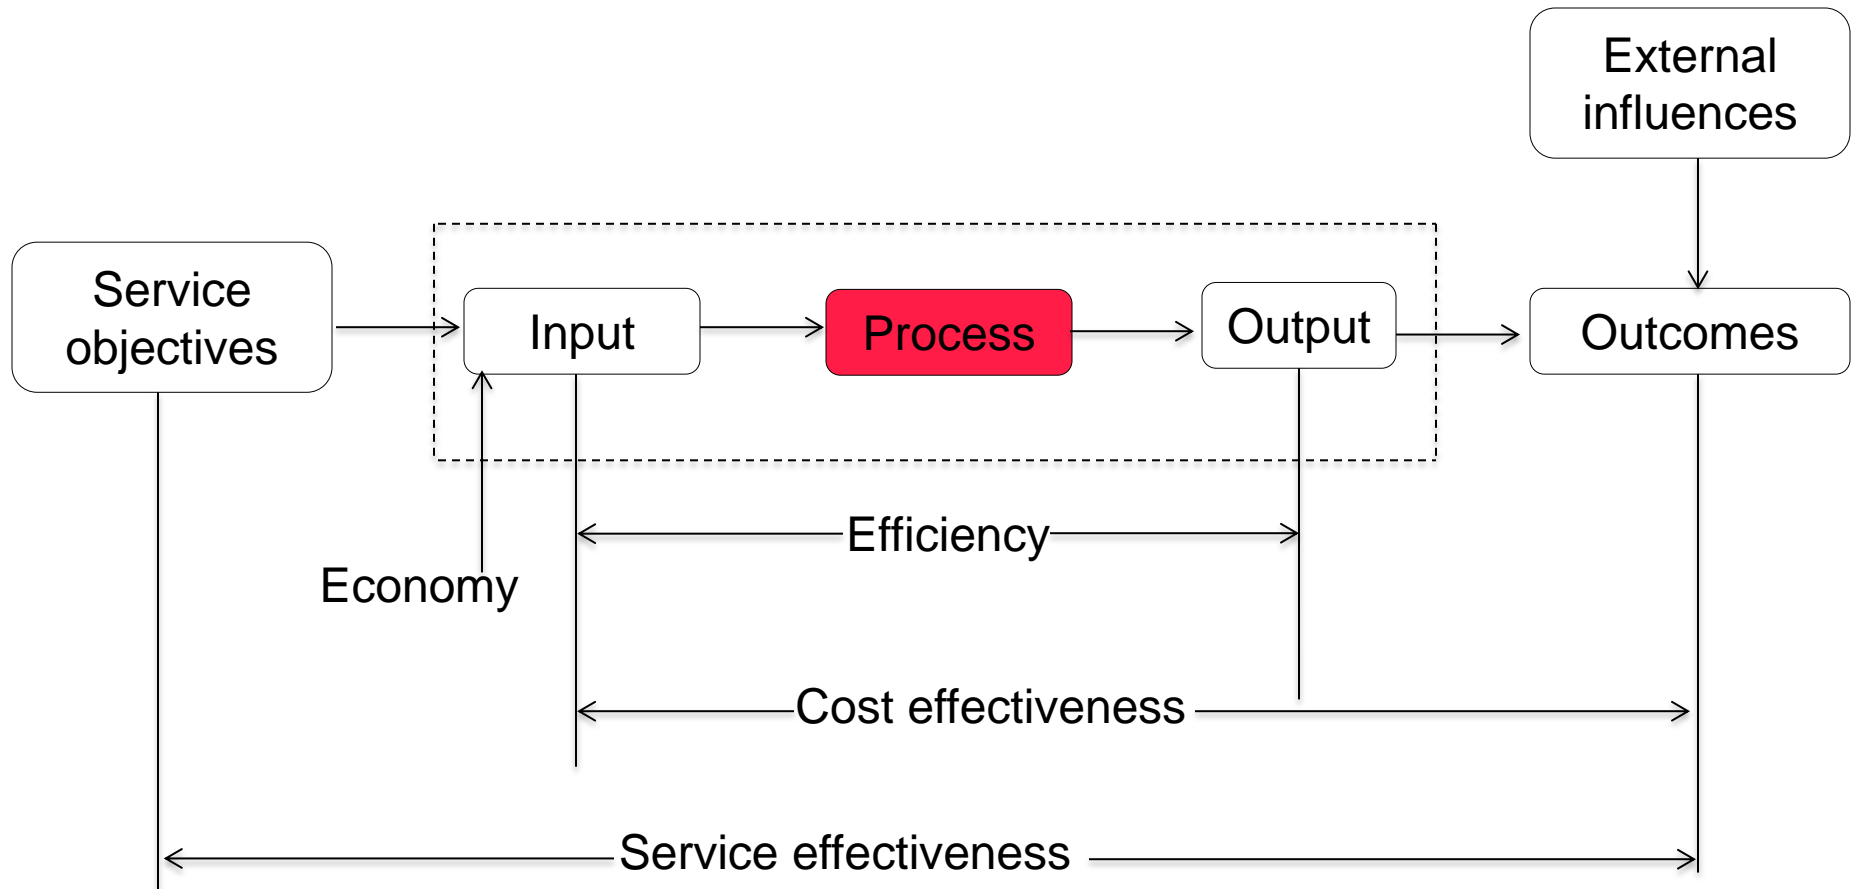 External
influences
Service
objectives
Input
Process
Output
Outcomes
Efficiency
Economy
Cost effectiveness
Service effectiveness